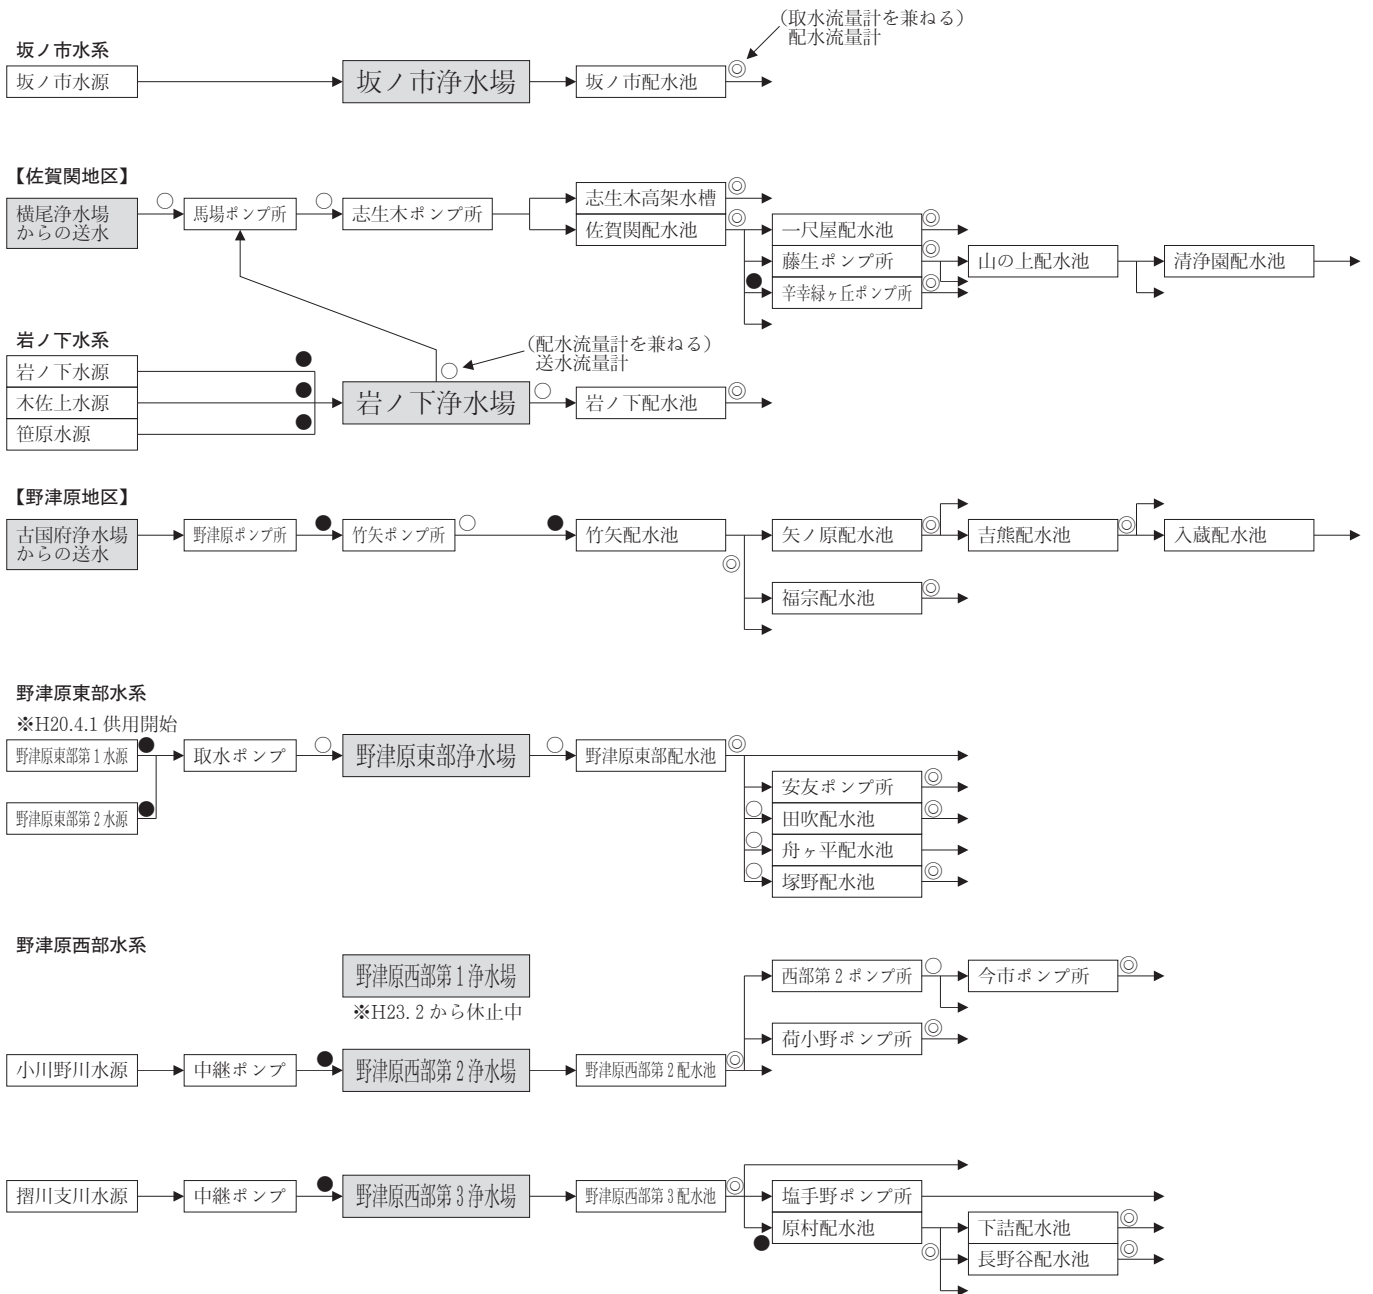 (取水流量計を兼ねる)
配水流量計
坂ノ市水系
坂ノ市水源
坂ノ市浄水場
坂ノ市配水池
【佐賀関地区】
横尾浄水場
からの送水
馬場ポンプ所
志生木ポンプ所
志生木高架水槽
佐賀関配水池
一尺屋配水池
藤生ポンプ所
辛幸緑ヶ丘ポンプ所
山の上配水池
清浄園配水池
岩ノ下水系
岩ノ下水源
木佐上水源
笹原水源
(配水流量計を兼ねる)
送水流量計
岩ノ下浄水場
岩ノ下配水池
【野津原地区】
古国府浄水場
からの送水
野津原ポンプ所
竹矢ポンプ所
竹矢配水池
矢ノ原配水池
吉熊配水池
入蔵配水池
福宗配水池
野津原東部水系
※H20.4.1 供用開始
野津原東部第1水源
野津原東部第2水源
取水ポンプ
野津原東部浄水場
野津原東部配水池
安友ポンプ所
田吹配水池
舟ヶ平配水池
塚野配水池
野津原西部水系
野津原西部第1浄水場
※H23.2から休止中
西部第2ポンプ所
今市ポンプ所
荷小野ポンプ所
小川野川水源
中継ポンプ
野津原西部第2浄水場
野津原西部第2配水池
摺川支川水源
中継ポンプ
野津原西部第3浄水場
野津原西部第3配水池
塩手野ポンプ所
原村配水池
下詰配水池
長野谷配水池